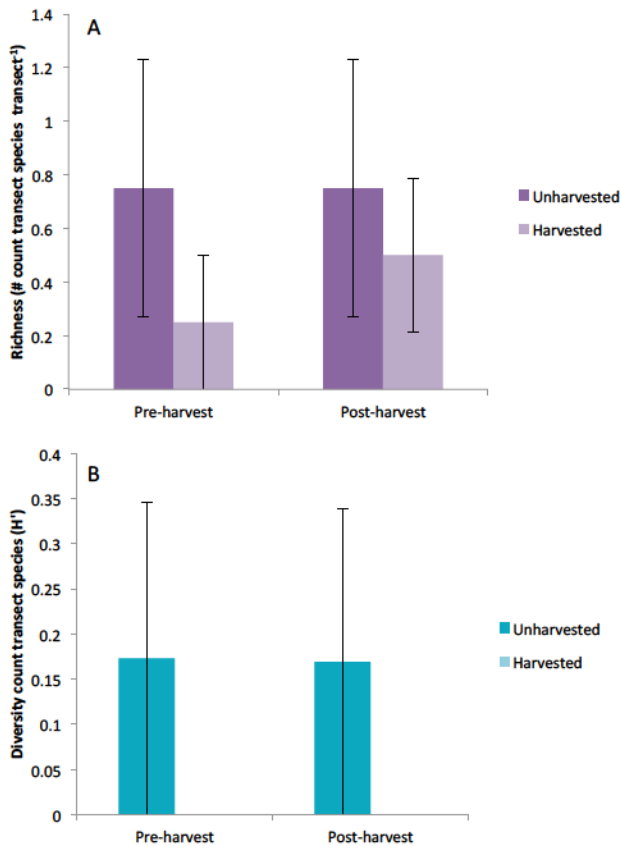 A
Richness (# count transect species transect⁻¹)
1.4
1.2
1
0.8
0.6
0.4
0.2
0
Pre-harvest Post-harvest
Unharvested
Harvested
B
Diversity count transect species (H')
0.4
0.35
0.3
0.25
0.2
0.15
0.1
0.05
0
Pre-harvest Post-harvest
Unharvested
Harvested